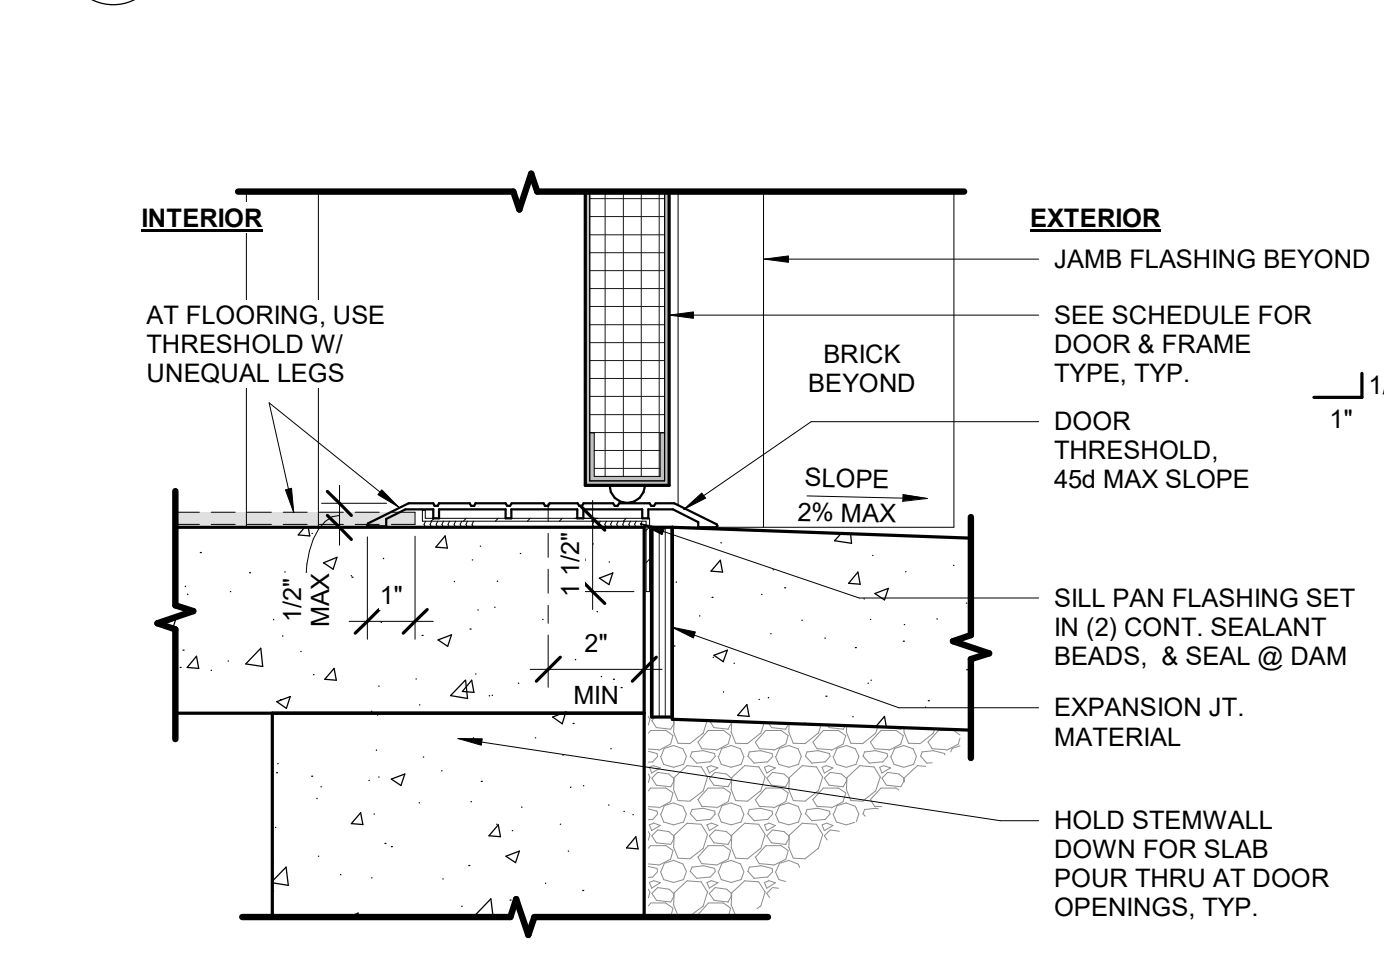 INTERIOR
AT FLOORING, USE
THRESHOLD W/
UNEQUAL LEGS
BRICK
BEYOND
SLOPE
2% MAX
1/2"
MAX
1"
1 1/2"
2"
MIN
EXTERIOR
JAMB FLASHING BEYOND
SEE SCHEDULE FOR
DOOR & FRAME
TYPE, TYP.
DOOR
THRESHOLD,
45d MAX SLOPE
1"
SILL PAN FLASHING SET
IN (2) CONT. SEALANT
BEADS,  & SEAL @ DAM
EXPANSION JT.
MATERIAL
HOLD STEMWALL
DOWN FOR SLAB
POUR THRU AT DOOR
OPENINGS, TYP.